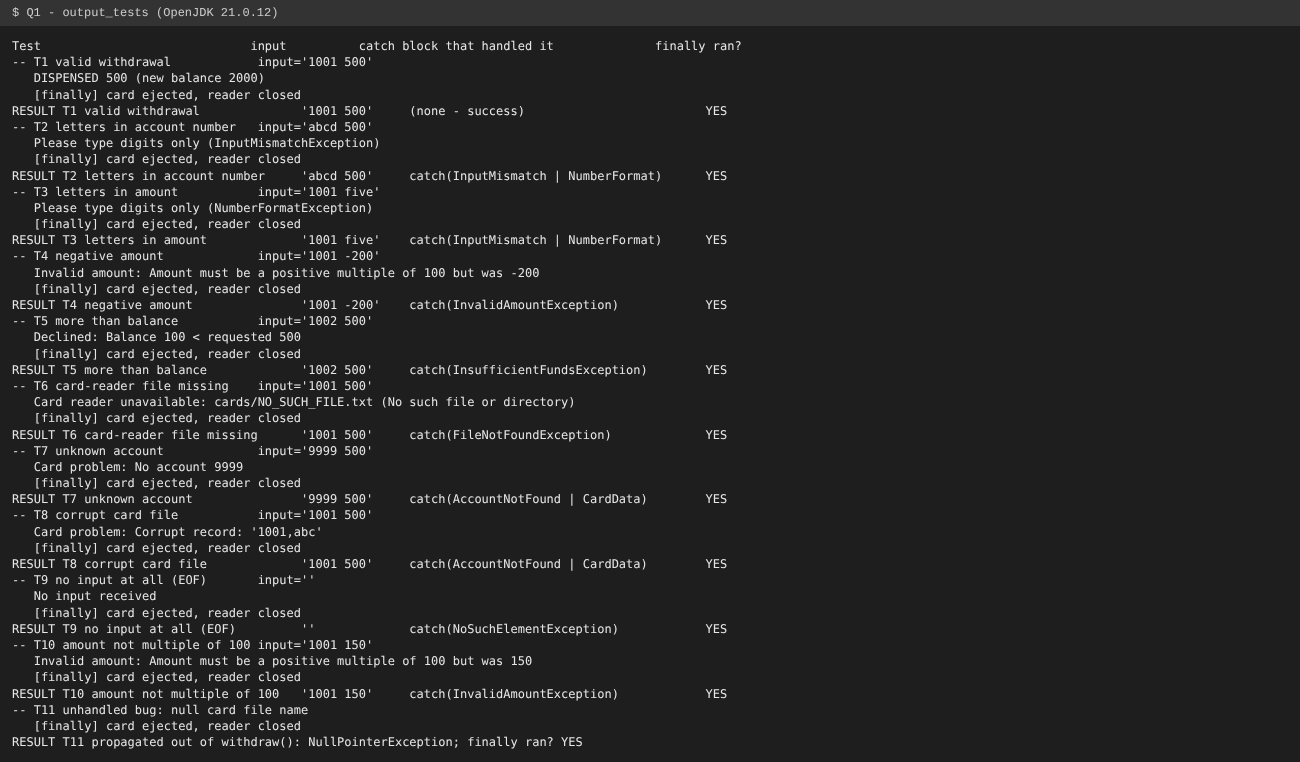 $ Q1 - output_tests (OpenJDK 21.0.12)
Test                             input          catch block that handled it              finally ran?
-- T1 valid withdrawal            input='1001 500'
   DISPENSED 500 (new balance 2000)
   [finally] card ejected, reader closed
RESULT T1 valid withdrawal              '1001 500'     (none - success)                         YES
-- T2 letters in account number   input='abcd 500'
   Please type digits only (InputMismatchException)
   [finally] card ejected, reader closed
RESULT T2 letters in account number     'abcd 500'     catch(InputMismatch | NumberFormat)      YES
-- T3 letters in amount           input='1001 five'
   Please type digits only (NumberFormatException)
   [finally] card ejected, reader closed
RESULT T3 letters in amount             '1001 five'    catch(InputMismatch | NumberFormat)      YES
-- T4 negative amount             input='1001 -200'
   Invalid amount: Amount must be a positive multiple of 100 but was -200
   [finally] card ejected, reader closed
RESULT T4 negative amount               '1001 -200'    catch(InvalidAmountException)            YES
-- T5 more than balance           input='1002 500'
   Declined: Balance 100 < requested 500
   [finally] card ejected, reader closed
RESULT T5 more than balance             '1002 500'     catch(InsufficientFundsException)        YES
-- T6 card-reader file missing    input='1001 500'
   Card reader unavailable: cards/NO_SUCH_FILE.txt (No such file or directory)
   [finally] card ejected, reader closed
RESULT T6 card-reader file missing      '1001 500'     catch(FileNotFoundException)             YES
-- T7 unknown account             input='9999 500'
   Card problem: No account 9999
   [finally] card ejected, reader closed
RESULT T7 unknown account               '9999 500'     catch(AccountNotFound | CardData)        YES
-- T8 corrupt card file           input='1001 500'
   Card problem: Corrupt record: '1001,abc'
   [finally] card ejected, reader closed
RESULT T8 corrupt card file             '1001 500'     catch(AccountNotFound | CardData)        YES
-- T9 no input at all (EOF)       input=''
   No input received
   [finally] card ejected, reader closed
RESULT T9 no input at all (EOF)         ''             catch(NoSuchElementException)            YES
-- T10 amount not multiple of 100 input='1001 150'
   Invalid amount: Amount must be a positive multiple of 100 but was 150
   [finally] card ejected, reader closed
RESULT T10 amount not multiple of 100   '1001 150'     catch(InvalidAmountException)            YES
-- T11 unhandled bug: null card file name
   [finally] card ejected, reader closed
RESULT T11 propagated out of withdraw(): NullPointerException; finally ran? YES